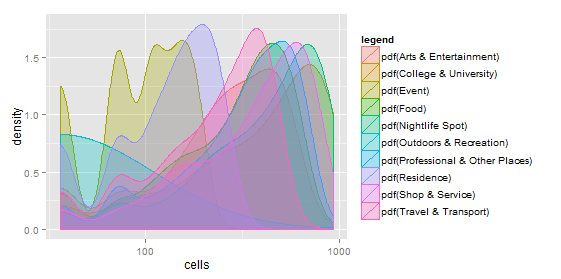 legend
pdf(Arts & Entertainment)
pdf(College & University)
pdf(Event)
pdf(Food)
pdf(Nightlife Spot)
pdf(Outdoors & Recreation)
pdf(Professional & Other Places)
pdf(Residence)
pdf(Shop & Service)
pdf(Travel & Transport)
density
1.5
1.0
0.5
0.0
100
1000
cells